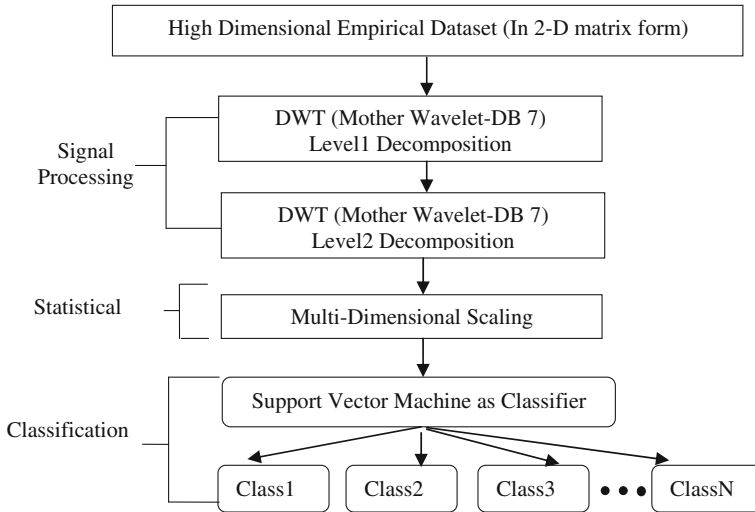 High Dimensional Empirical Dataset (In 2-D matrix form)
DWT (Mother Wavelet-DB 7)
Level1 Decomposition
Signal
Processing
DWT (Mother Wavelet-DB 7)
Level2 Decomposition
Statistical
Multi-Dimensional Scaling
Support Vector Machine as Classifier
Classification
Class1 Class2 Class3 ClassN